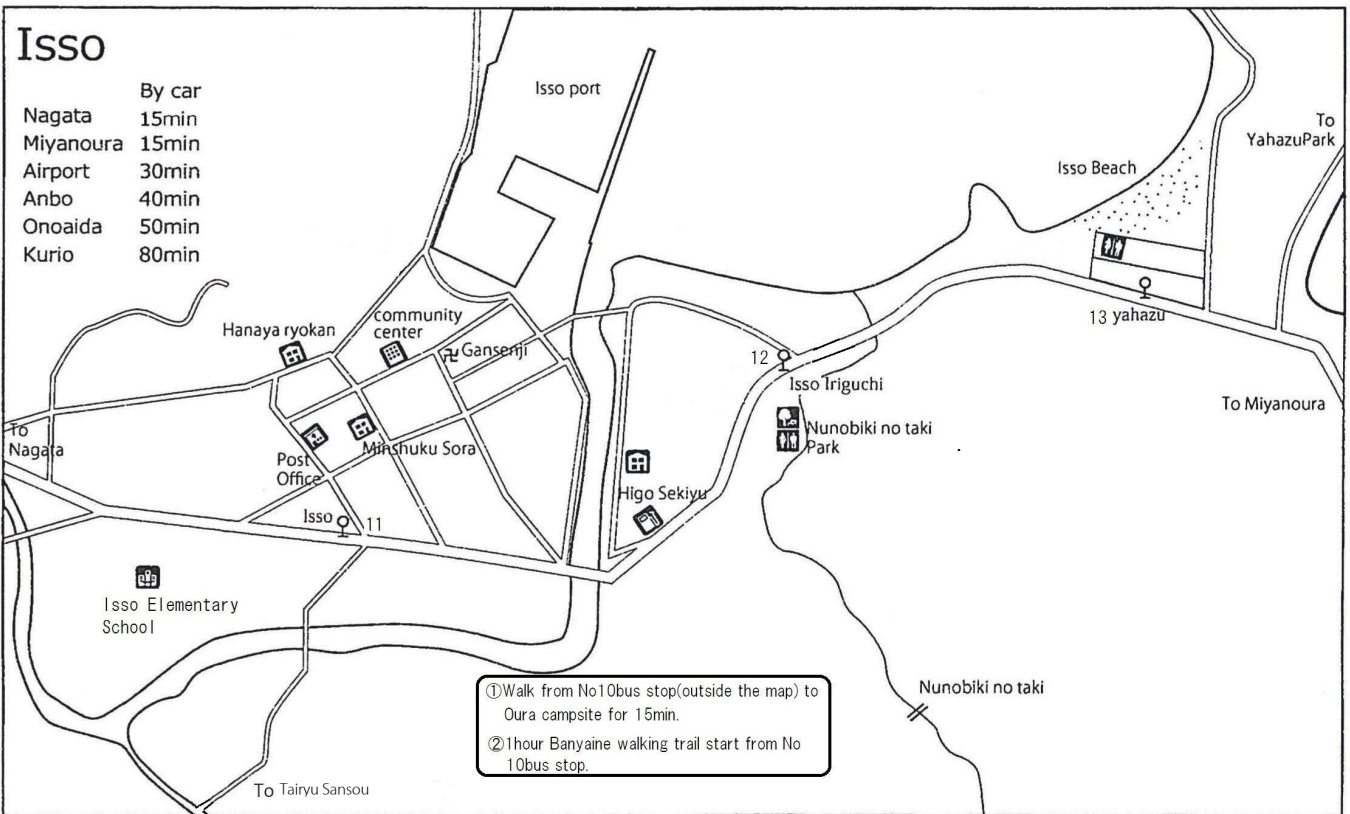 Isso
By car
Nagata 15min
Miyanoura 15min
Airport 30min
Anbo 40min
Onoaida 50min
Kurio 80min
Isso port
To
YahazuPark
Isso Beach
13 yahazu
Hanaya ryokan
community
center
卍 Gansenji
12
Isso Iriguchi
To Miyanoura
To
Nagata
Nunobiki no taki
Park
Minshuku Sora
Post
Office
Higo Sekiyu
Isso
11
Isso Elementary
School
①Walk from No10bus stop(outside the map) to
Oura campsite for 15min.
②1hour Banyaine walking trail start from No
10bus stop.
Nunobiki no taki
To Tairyu Sansou